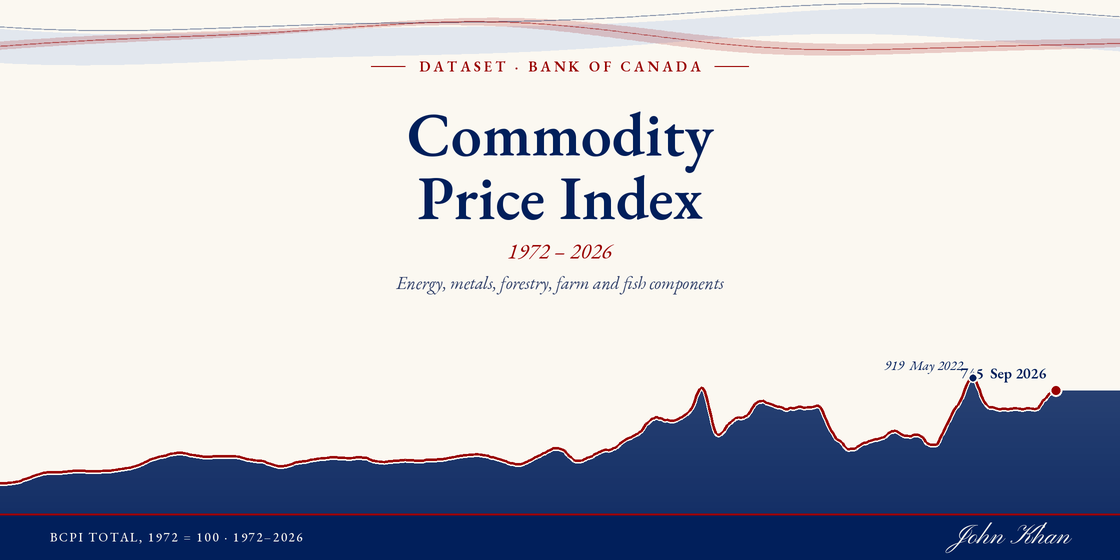 DATASET · BANK OF CANADA
Commodity
Price Index
1972 – 2026
Energy, metals, forestry, farm and fish components
919 May 2022
Sep 2026
BCPI TOTAL, 1972 = 100 · 1972–2026
John Khan